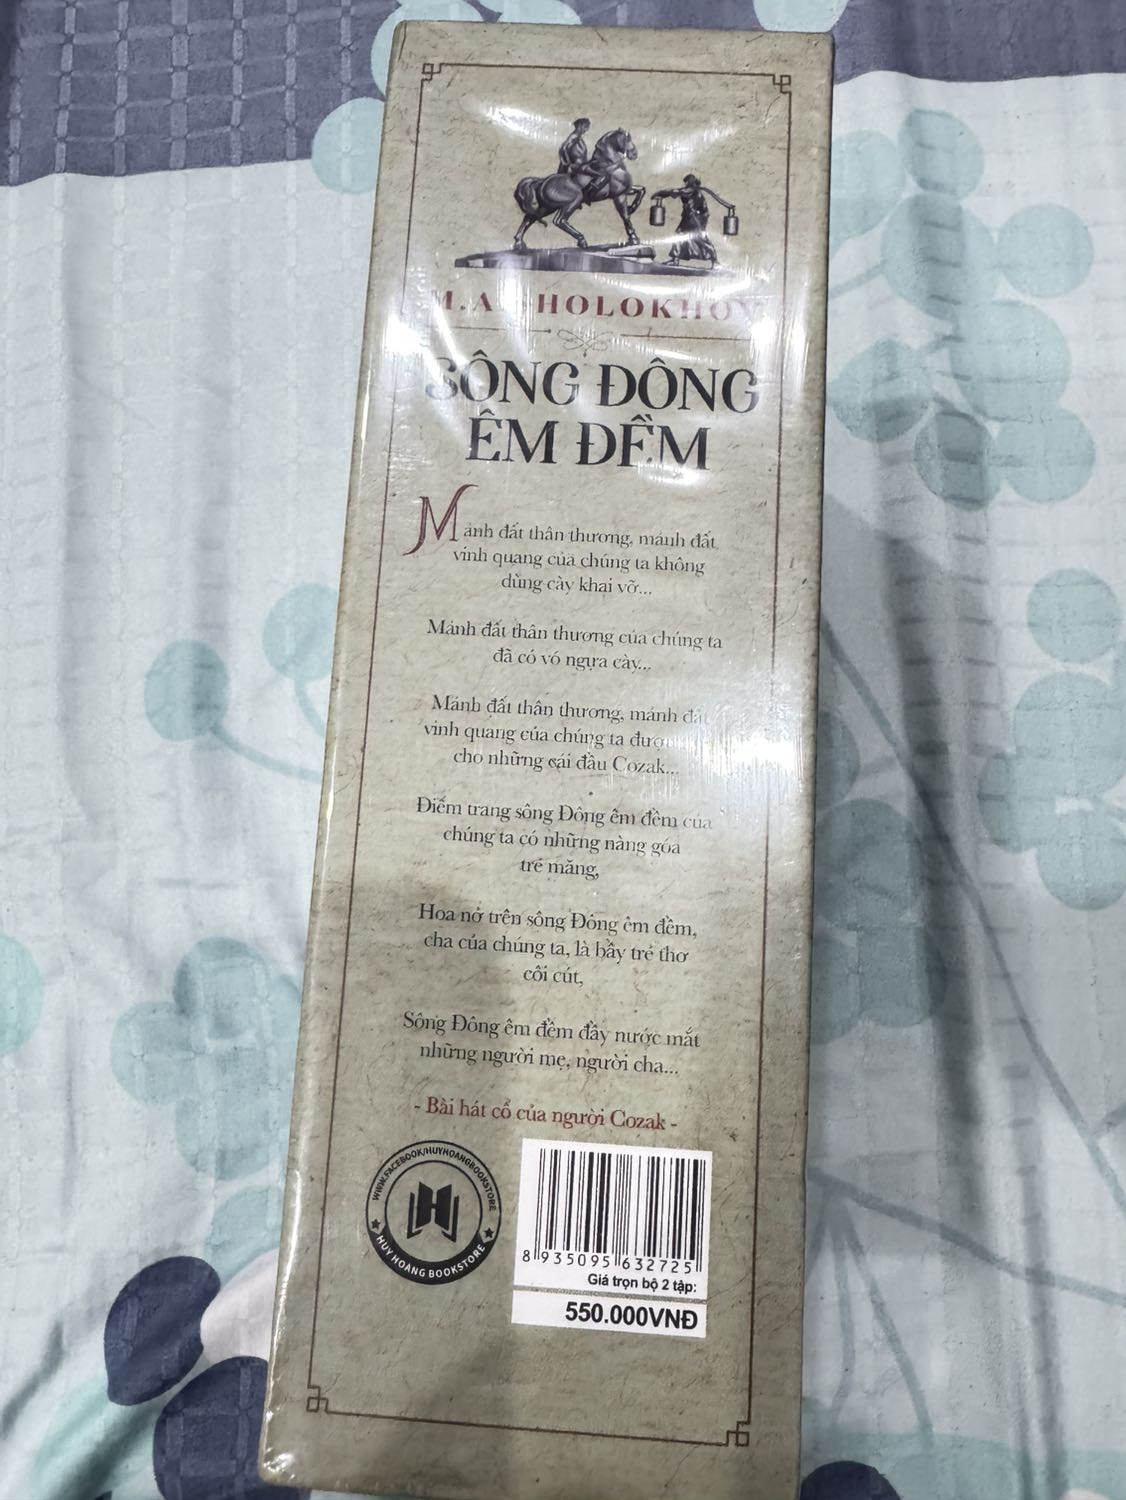 M.A. SHOLOKHOV
SÔNG ĐÔNG
ÊM ĐỀM
Mảnh đất thân thương, mảnh đất
vinh quang của chúng ta không
dùng cày khai vỡ...
Mảnh đất thân thương của chúng ta
đã có vó ngựa cày...
Mảnh đất thân thương, mảnh đất
vinh quang của chúng ta
cho những cái đầu Cozak...
Điểm trang sông Đông êm đềm của
chúng ta có những nàng góa
trẻ măng,
Hoa nở trên sông Đông êm đềm,
cha của chúng ta, là bầy trẻ thơ
côi cút,
Sông Đông êm đềm đầy nước mắt
những người mẹ, người cha...
- Bài hát cổ của người Cozak -
WWW.FACEBOOK/HUYHOANGBOOKSTORE
H
HUY HOÀNG BOOKSTORE
8 935095 632725
Giá trọn bộ 2 tập:
550.000VNĐ